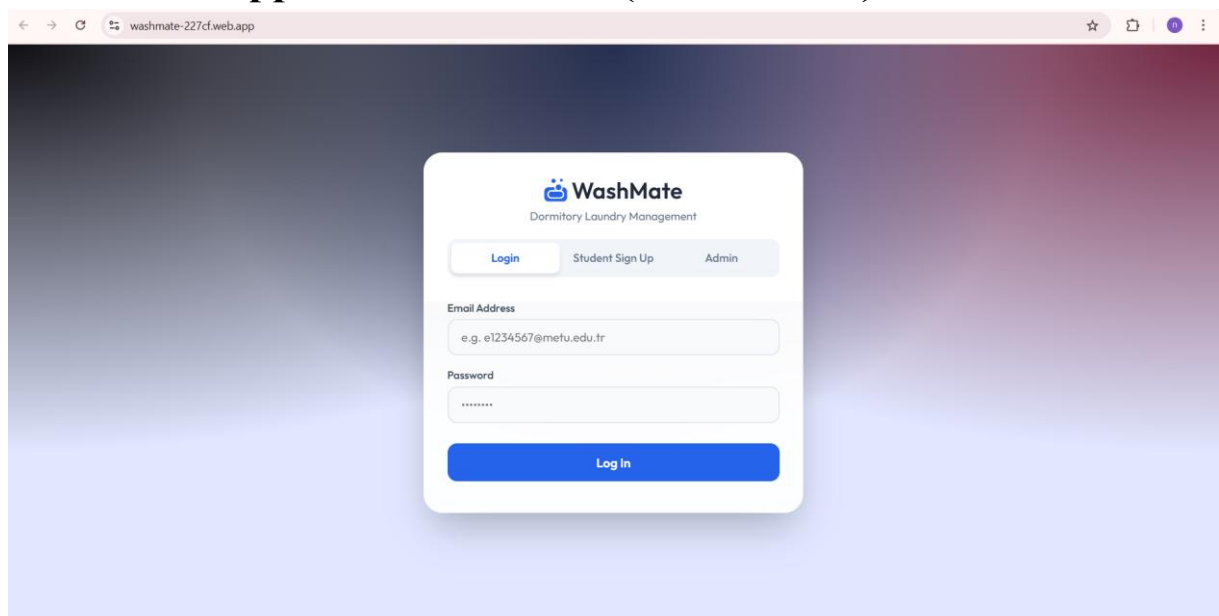 washmate-227cf.web.app
n
WashMate
Dormitory Laundry Management
Login Student Sign Up Admin
Email Address
e.g. e1234567@metu.edu.tr
Password
••••••••
Log In